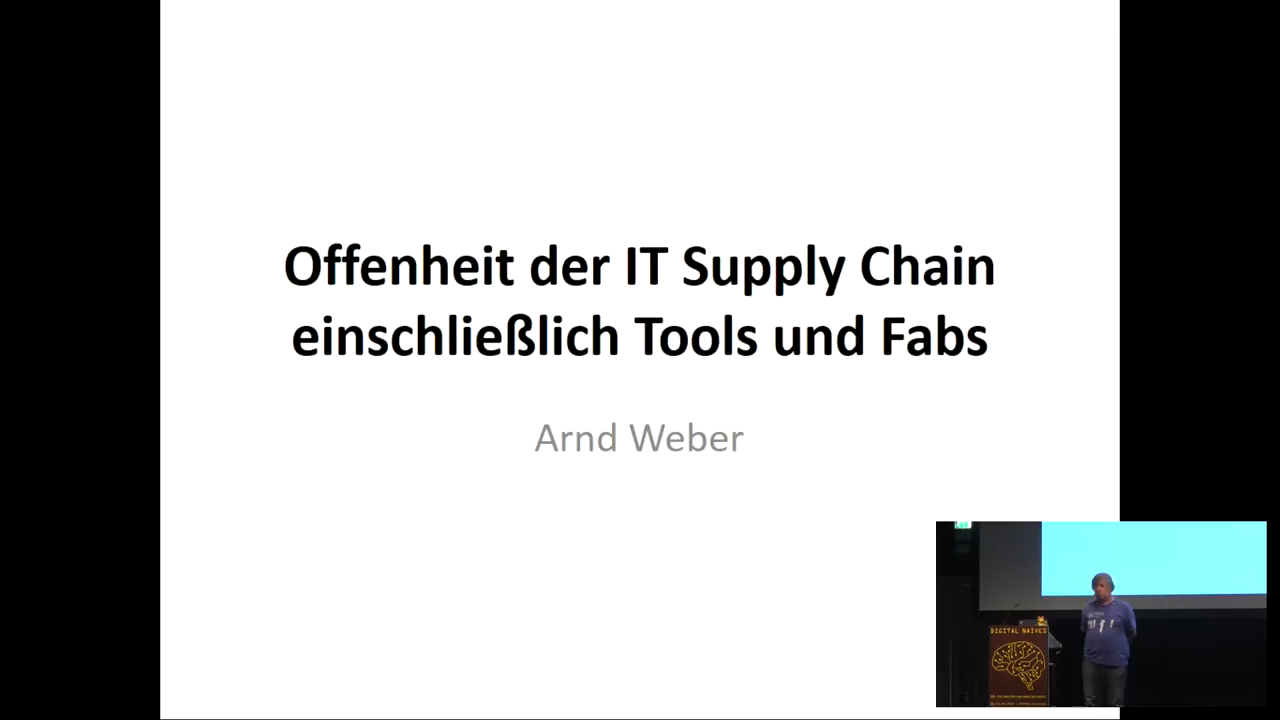 Offenheit der IT Supply Chain
einschließlich Tools und Fabs
Arnd Weber
DIGITAL NAIVES